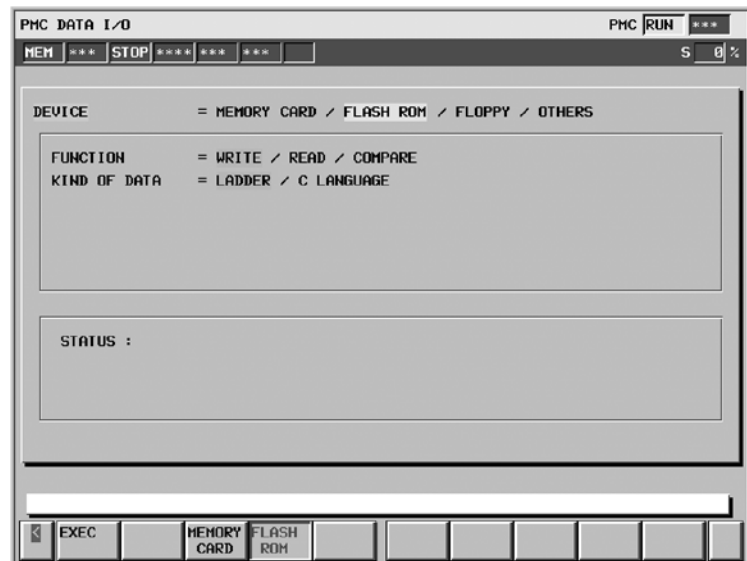 PMC DATA I/O PMC RUN ***
MEM *** STOP **** *** *** S 0 %
DEVICE = MEMORY CARD / FLASH ROM / FLOPPY / OTHERS
FUNCTION = WRITE / READ / COMPARE
KIND OF DATA = LADDER / C LANGUAGE
STATUS :
< EXEC MEMORY CARD FLASH ROM